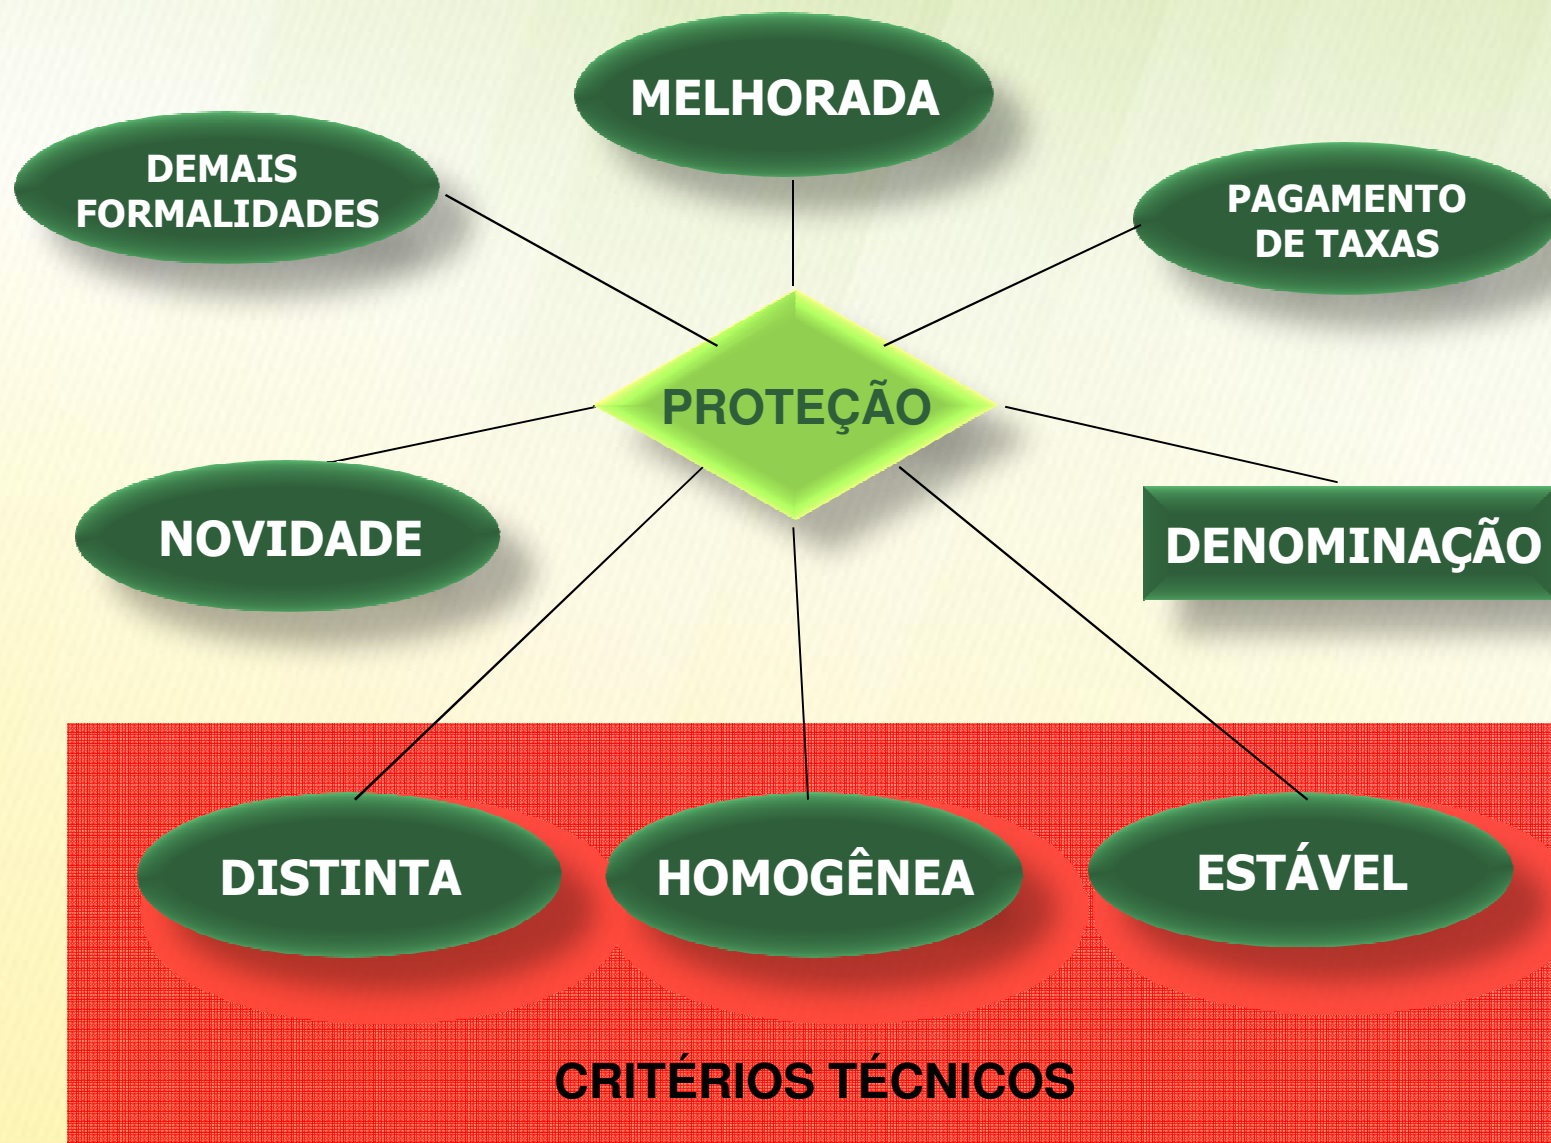 MELHORADA
DEMAIS
FORMALIDADES
PAGAMENTO
DE TAXAS
PROTEÇÃO
NOVIDADE
DENOMINAÇÃO
DISTINTA
HOMOGÊNEA
ESTÁVEL
CRITÉRIOS TÉCNICOS